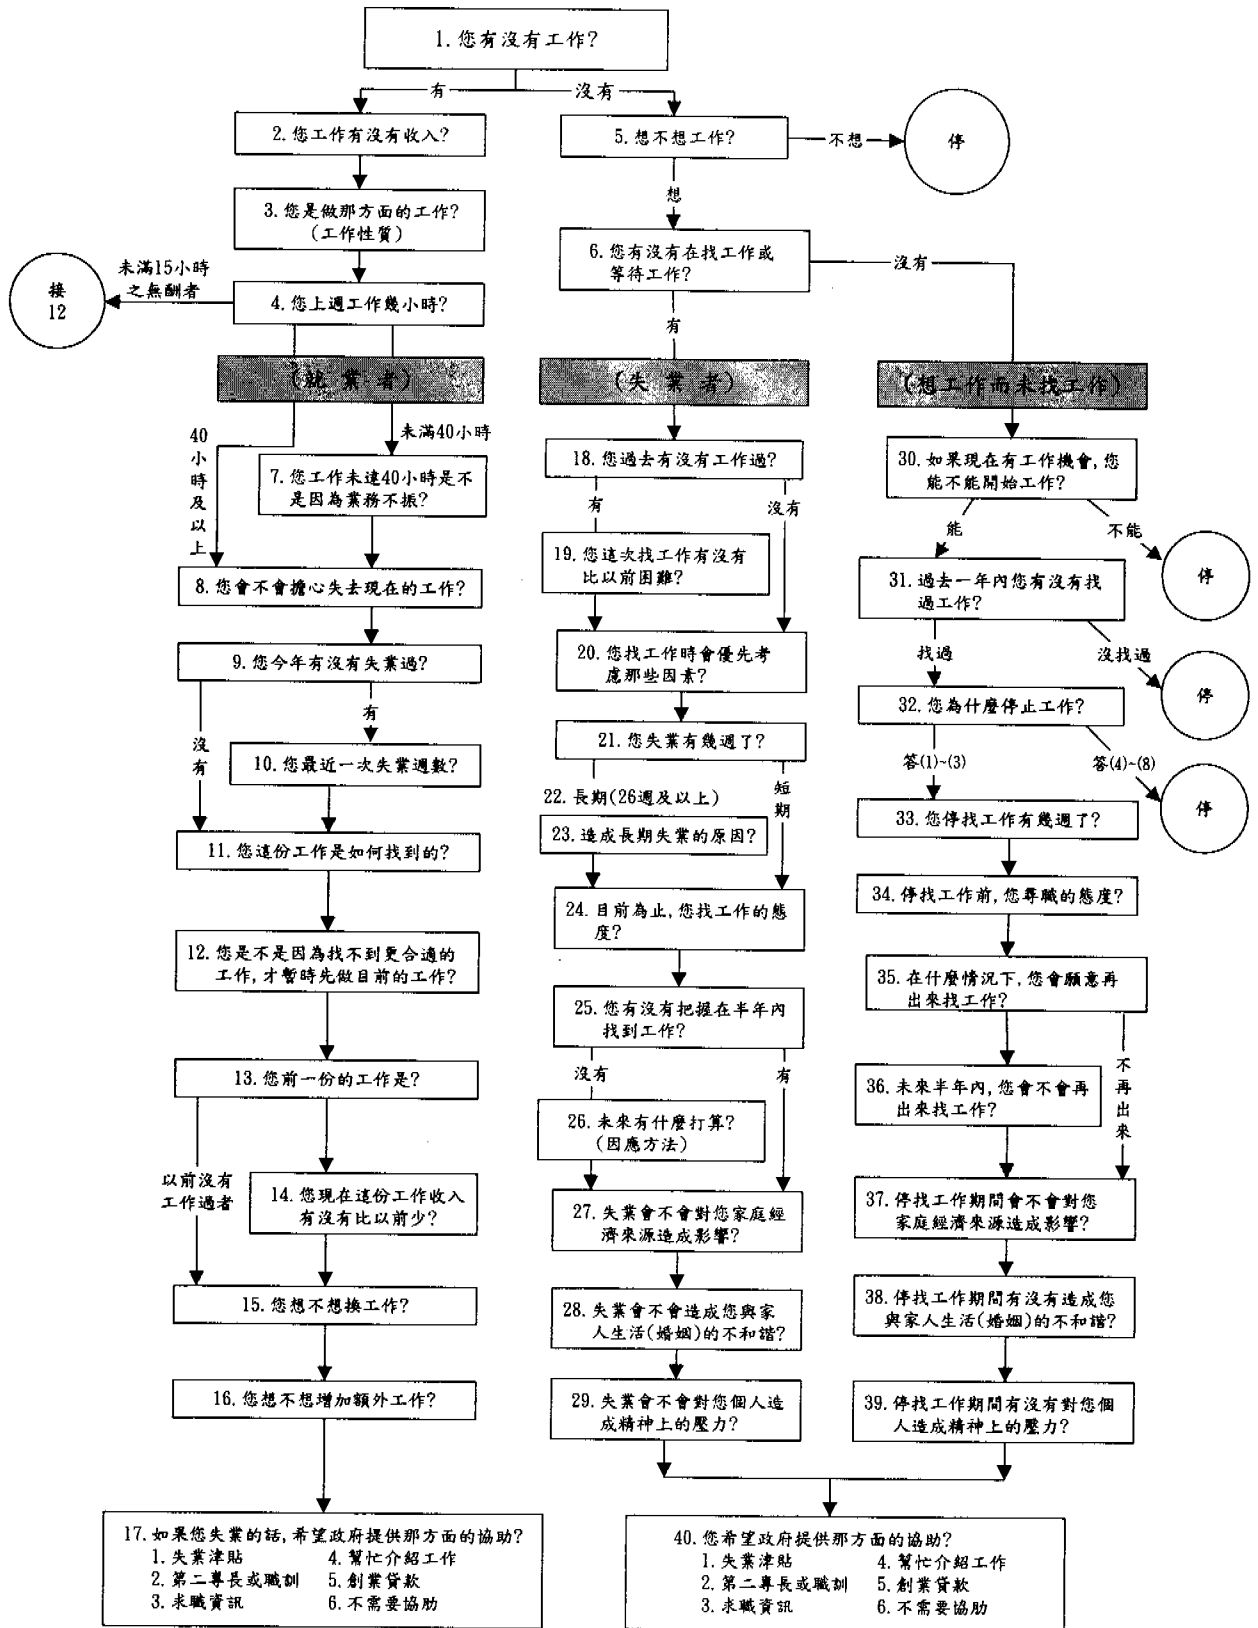 1.您有沒有工作?
有
沒有
2.您工作有沒有收入?
5.想不想工作?
不想
停
3.您是做那方面的工作?
(工作性質)
想
6.您有沒有在找工作或
等待工作?
沒有
有
接
12
未滿15小時
之無酬者
4.您上週工作幾小時?
(就業者)
(失業者)
(想工作而未找工作)
40小時及以上
未滿40小時
7.您工作未達40小時是不
是因為業務不振?
8.您會不會擔心失去現在的工作?
9.您今年有沒有失業過?
沒有
有
10.您最近一次失業週數?
11.您這份工作是如何找到的?
12.您是不是因為找不到更合適的
工作,才暫時先做目前的工作?
13.您前一份的工作是?
以前沒有
工作過者
14.您現在這份工作收入
有沒有比以前少?
15.您想不想換工作?
16.您想不想增加額外工作?
17.如果您失業的話,希望政府提供那方面的協助?
1.失業津貼
4.幫忙介紹工作
2.第二專長或職訓
5.創業貸款
3.求職資訊
6.不需要協助
18.您過去有沒有工作過?
有
沒有
19.您這次找工作有沒有
比以前困難?
20.您找工作時會優先考
慮那些因素?
21.您失業有幾週了?
22.長期(26週及以上)
短期
23.造成長期失業的原因?
24.目前為止,您找工作的態
度?
25.您有沒有把握在半年內
找到工作?
沒有
有
26.未來有什麼打算?
(因應方法)
27.失業會不會對您家庭經
濟來源造成影響?
28.失業會不會造成您與家
人生活(婚姻)的不和諧?
29.失業會不會對您個人造
成精神上的壓力?
30.如果現在有工作機會,您
能不能開始工作?
能
不能
停
31.過去一年內您有沒有找
過工作?
找過
沒找過
停
32.您為什麼停止工作?
答(1)~(3)
答(4)~(8)
停
33.您停找工作有幾週了?
34.停找工作前,您尋職的態度?
35.在什麼情況下,您會願意再
出來找工作?
不再出來
36.未來半年內,您會不會再
出來找工作?
37.停找工作期間會不會對您
家庭經濟來源造成影響?
38.停找工作期間有沒有造成您
與家人生活(婚姻)的不和諧?
39.停找工作期間有沒有對您個
人造成精神上的壓力?
40.您希望政府提供那方面的協助?
1.失業津貼
4.幫忙介紹工作
2.第二專長或職訓
5.創業貸款
3.求職資訊
6.不需要協助